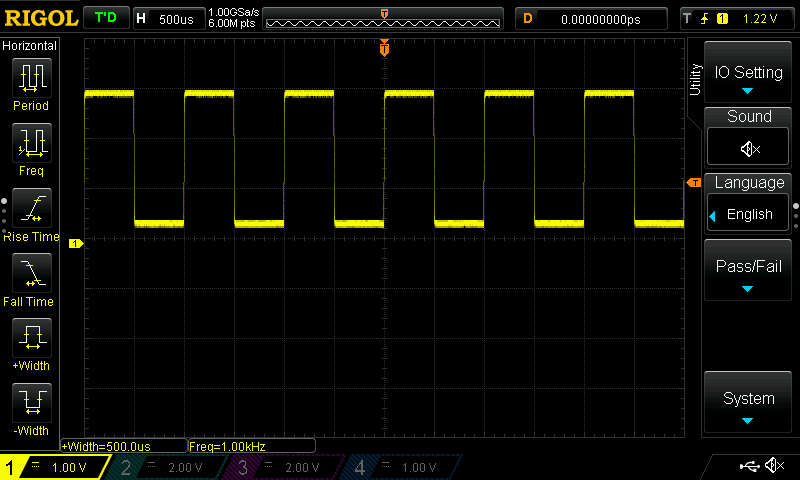 RIGOL T'D H 500us 1.00GSa/s 6.00M pts T D 0.00000000ps T 1 1.22 V
Horizontal
Period
Freq
Rise Time
Fall Time
+Width
-Width
T
T
1
+Width=500.0us Freq=1.00kHz
Utility
IO Setting
Sound
Language
English
Pass/Fail
System
1 1.00 V 2 2.00 V 3 2.00 V 4 1.00 V